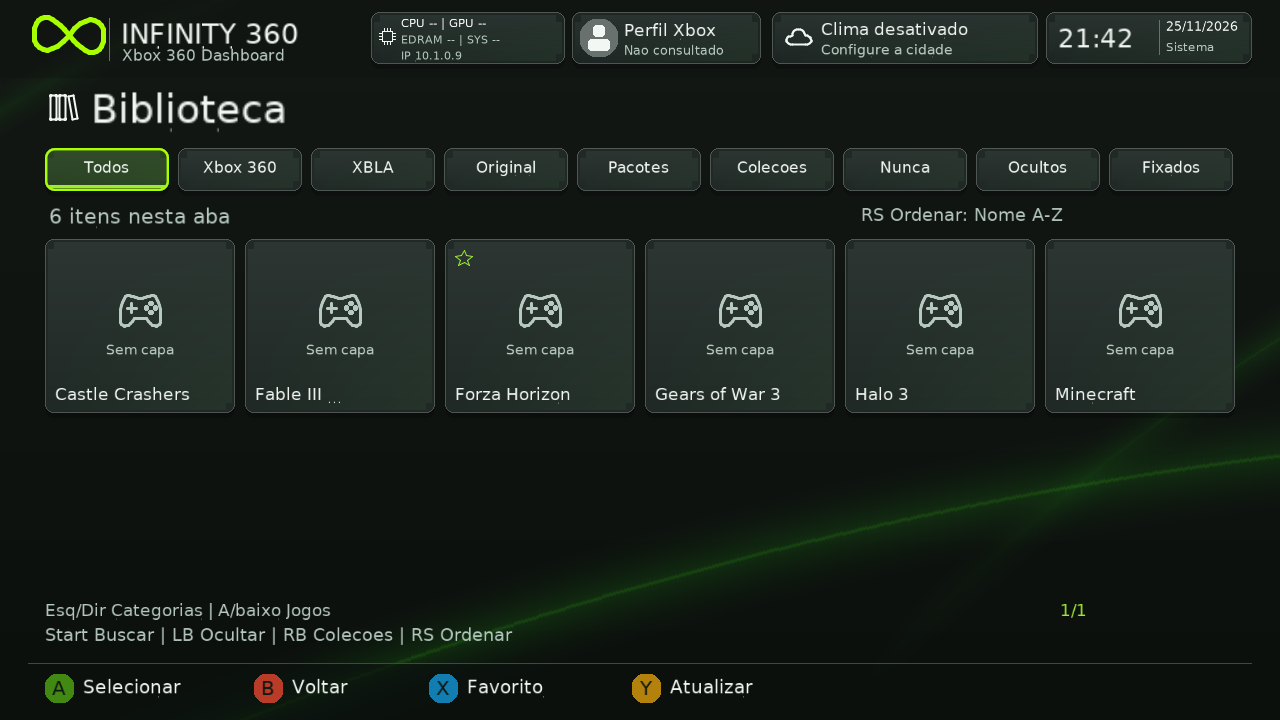 INFINITY 360
Xbox 360 Dashboard
CPU -- | GPU --
EDRAM -- | SYS --
IP 10.1.0.9
Perfil Xbox
Nao consultado
Clima desativado
Configure a cidade
21:42
25/11/2026
Sistema
Biblioteca
Todos
Xbox 360
XBLA
Original
Pacotes
Colecoes
Nunca
Ocultos
Fixados
6 itens nesta aba
RS Ordenar: Nome A-Z
Sem capa
Sem capa
Sem capa
Sem capa
Sem capa
Sem capa
Castle Crashers
Fable III ...
Forza Horizon
Gears of War 3
Halo 3
Minecraft
Esq/Dir Categorias | A/baixo Jogos
1/1
Start Buscar | LB Ocultar | RB Colecoes | RS Ordenar
A Selecionar
B Voltar
X Favorito
Y Atualizar